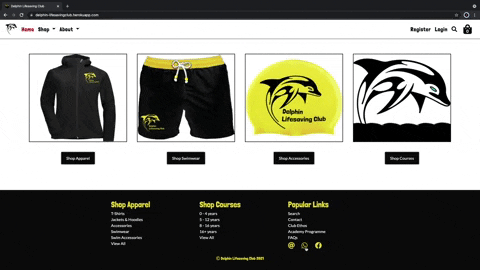 Dolphin Lifesaving Club
dolphin-lifesavingclub.herokuapp.com
Home Shop About Register Login
Dolphin
Lifesaving Club
Shop Apparel Shop Swimwear Shop Accessories Shop Courses
Shop Apparel
T-Shirts
Jackets & Hoodies
Accessories
Swimwear
Swim Accessories
View All
Shop Courses
0 - 4 years
5 - 12 years
8 - 16 years
16+ years
View All
Popular Links
Search
Contact
Club Ethos
Academy Programme
FAQs
© Dolphin Lifesaving Club 2021